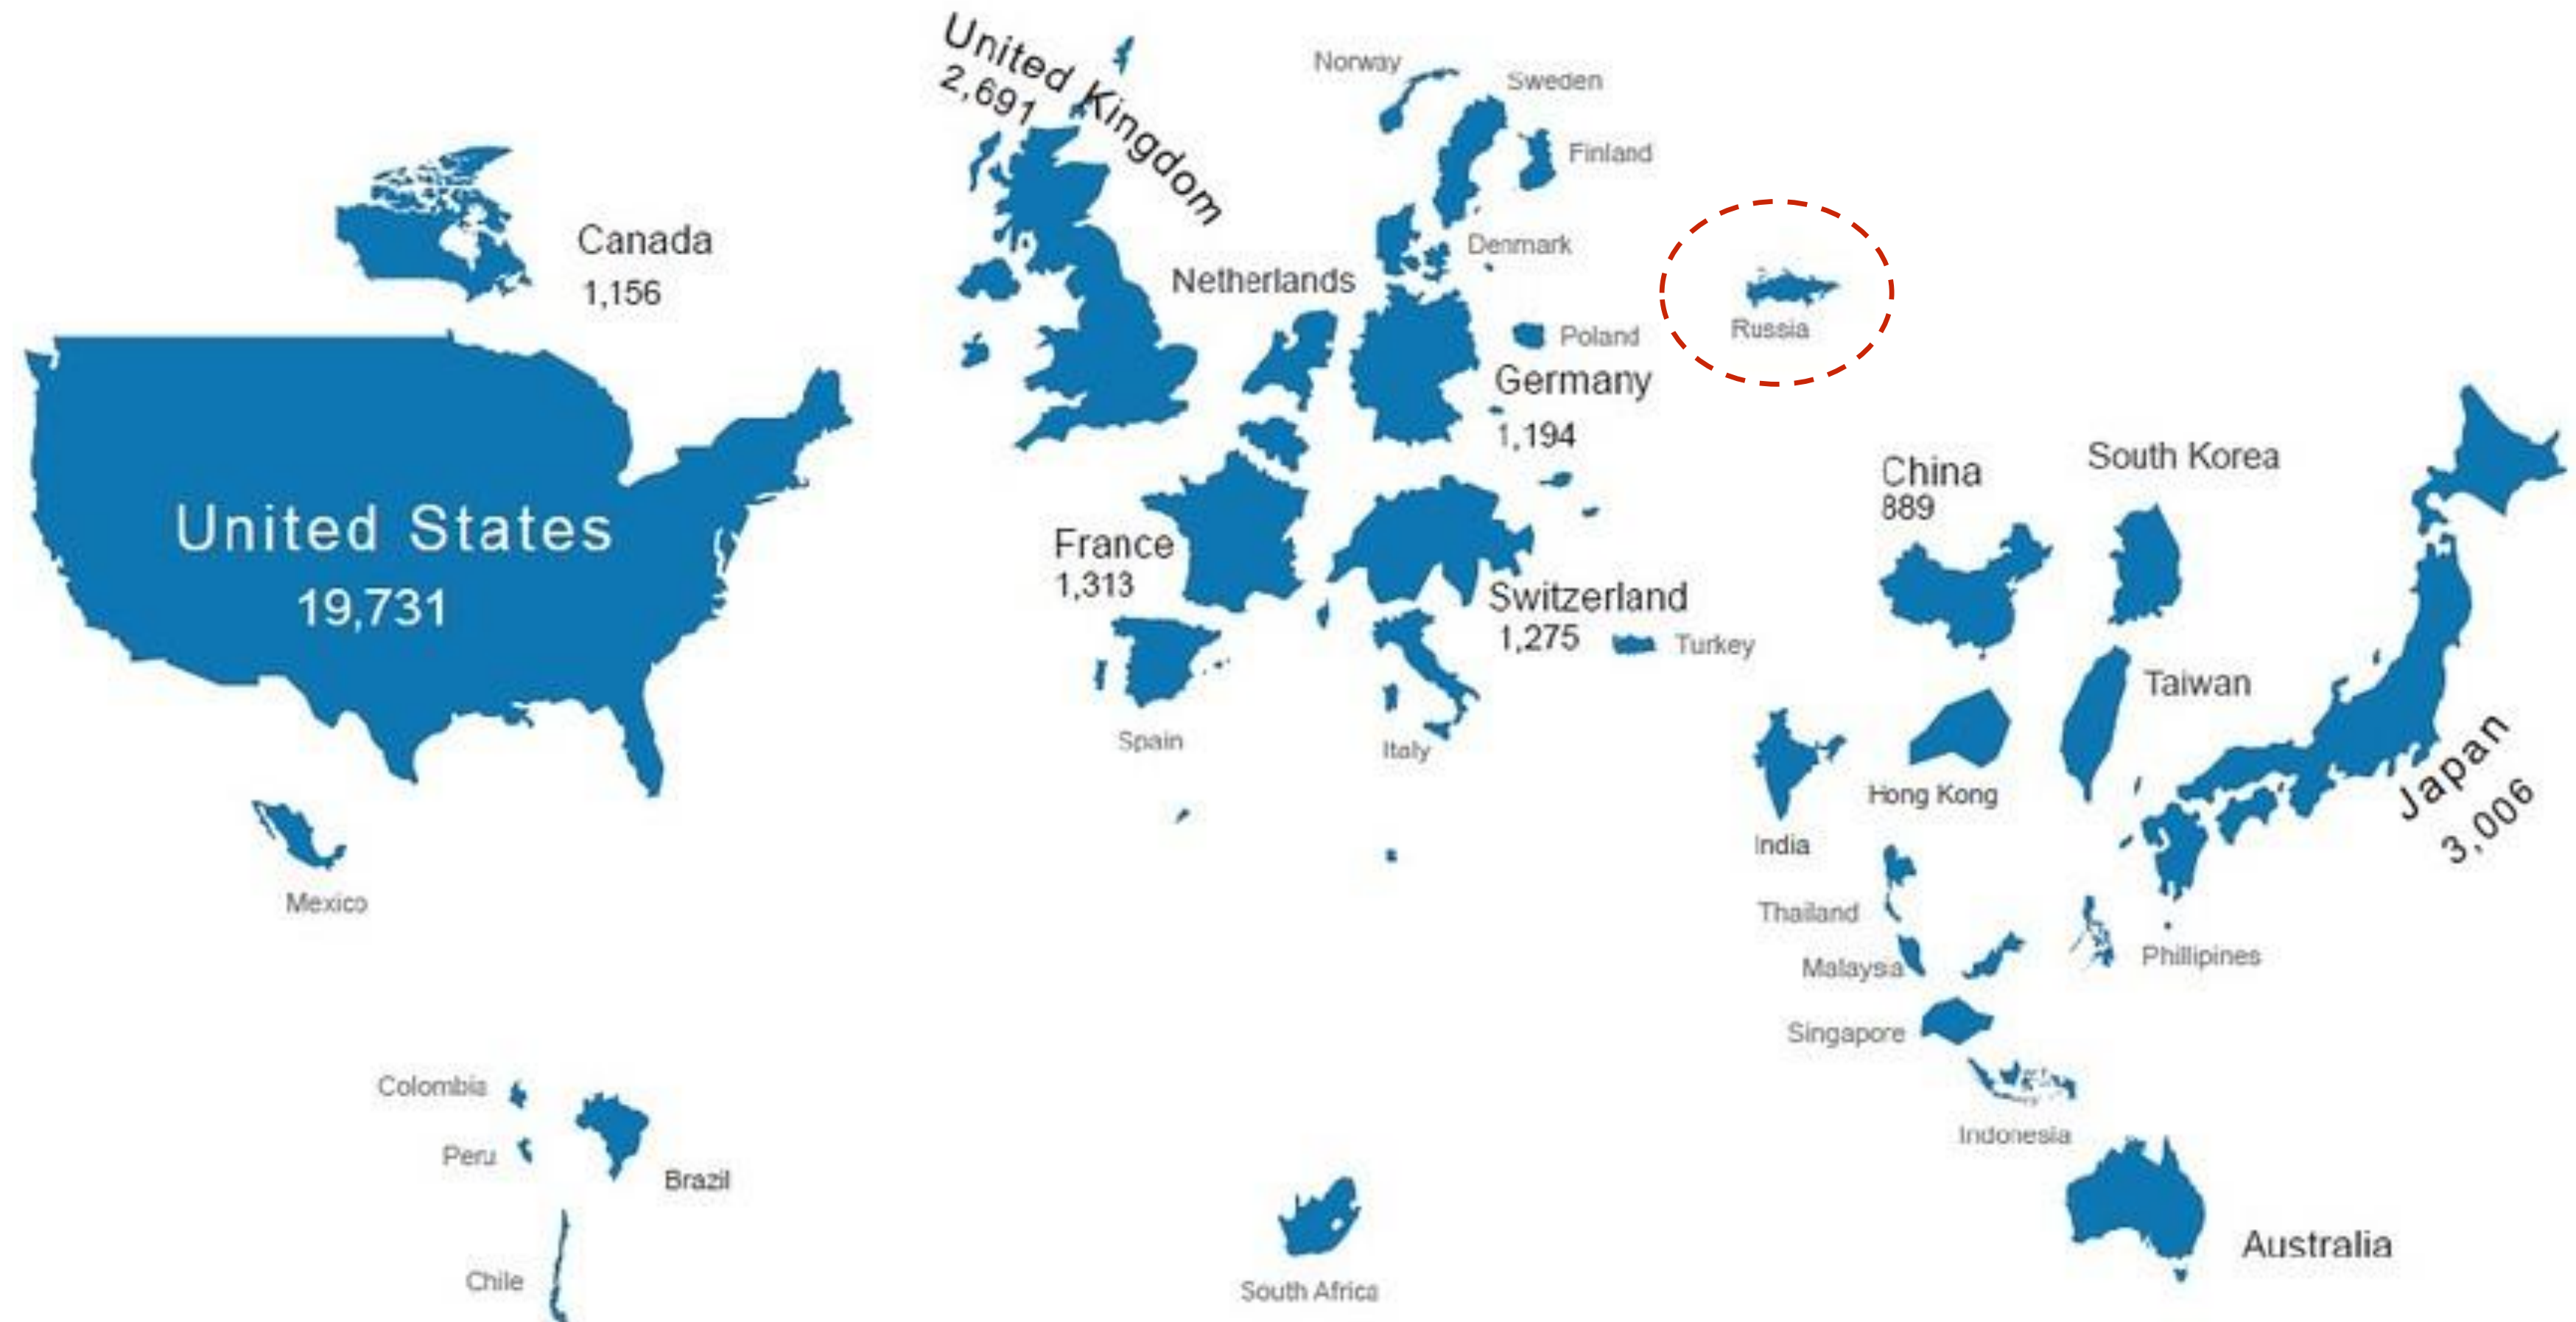 United Kingdom
2,691
Norway
Sweden
Finland
Canada
1,156
Denmark
Netherlands
Russia
Poland
Germany
1,194
United States
19,731
France
1,313
Switzerland
1,275
Turkey
China
889
South Korea
Taiwan
Japan
3,006
Spain
Italy
Hong Kong
India
Mexico
Thailand
Malaysia
Phillipines
Singapore
Indonesia
Colombia
Peru
Brazil
Chile
South Africa
Australia